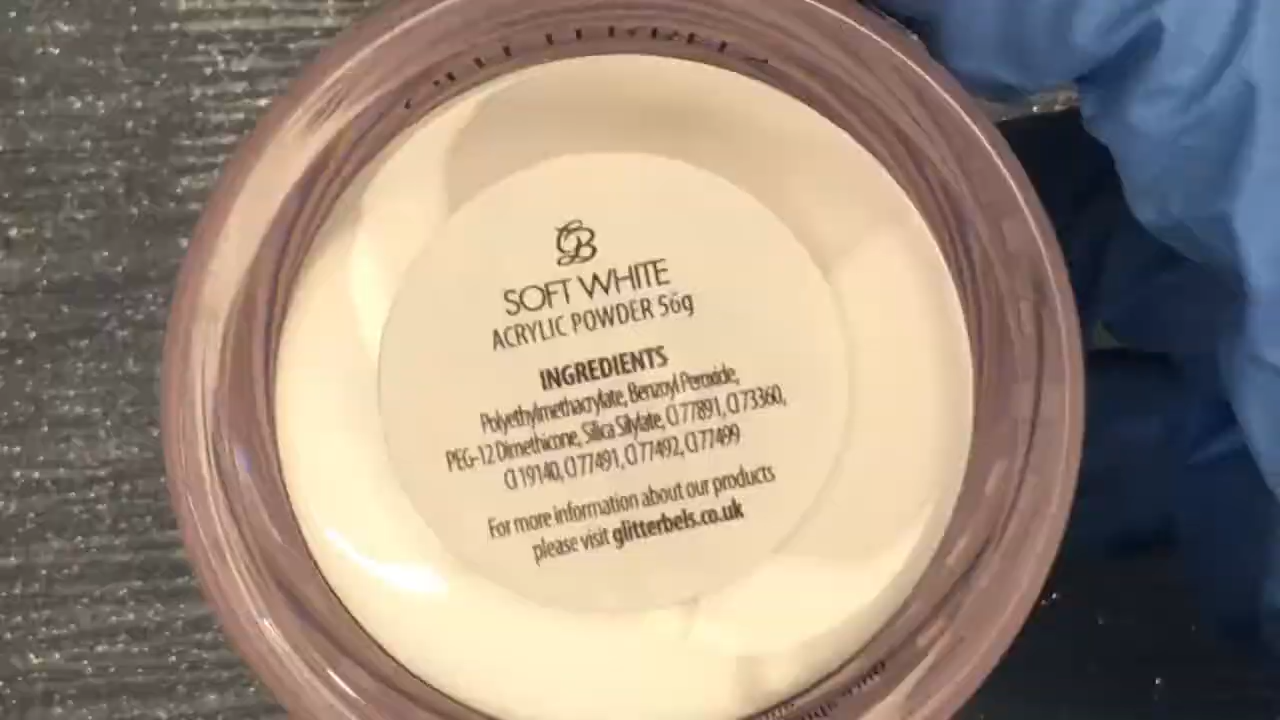 GB
SOFT WHITE
ACRYLIC POWDER 56g
INGREDIENTS
Polyethylmethacrylate, Benzoyl Peroxide,
PEG-12 Dimethicone, Silica Silylate, CI 77891, CI 73360,
CI 19140, CI 77491, CI 77492, CI 77499
For more information about our products
please visit glitterbels.co.uk